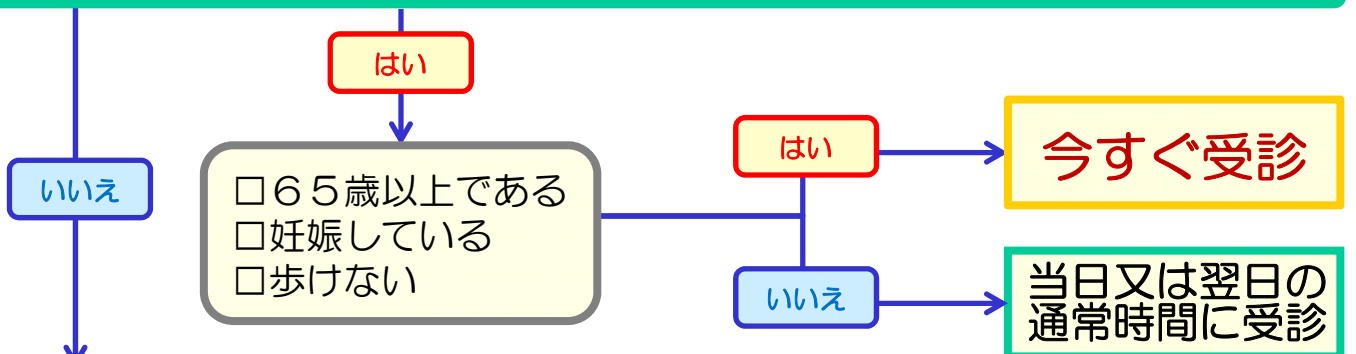 はい
いいえ
□６５歳以上である
□妊娠している
□歩けない
はい
今すぐ受診
いいえ
当日又は翌日の
通常時間に受診